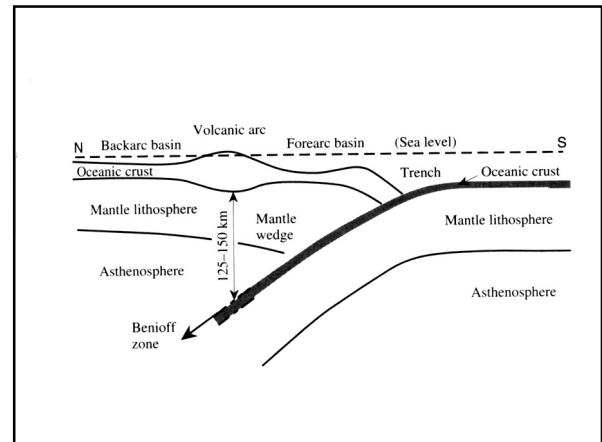 Volcanic arc
N
Backarc basin
Forearc basin
(Sea level)
S
Oceanic crust
Trench
Oceanic crust
Mantle lithosphere
Mantle
wedge
Mantle lithosphere
125–150 km
Asthenosphere
Asthenosphere
Benioff
zone